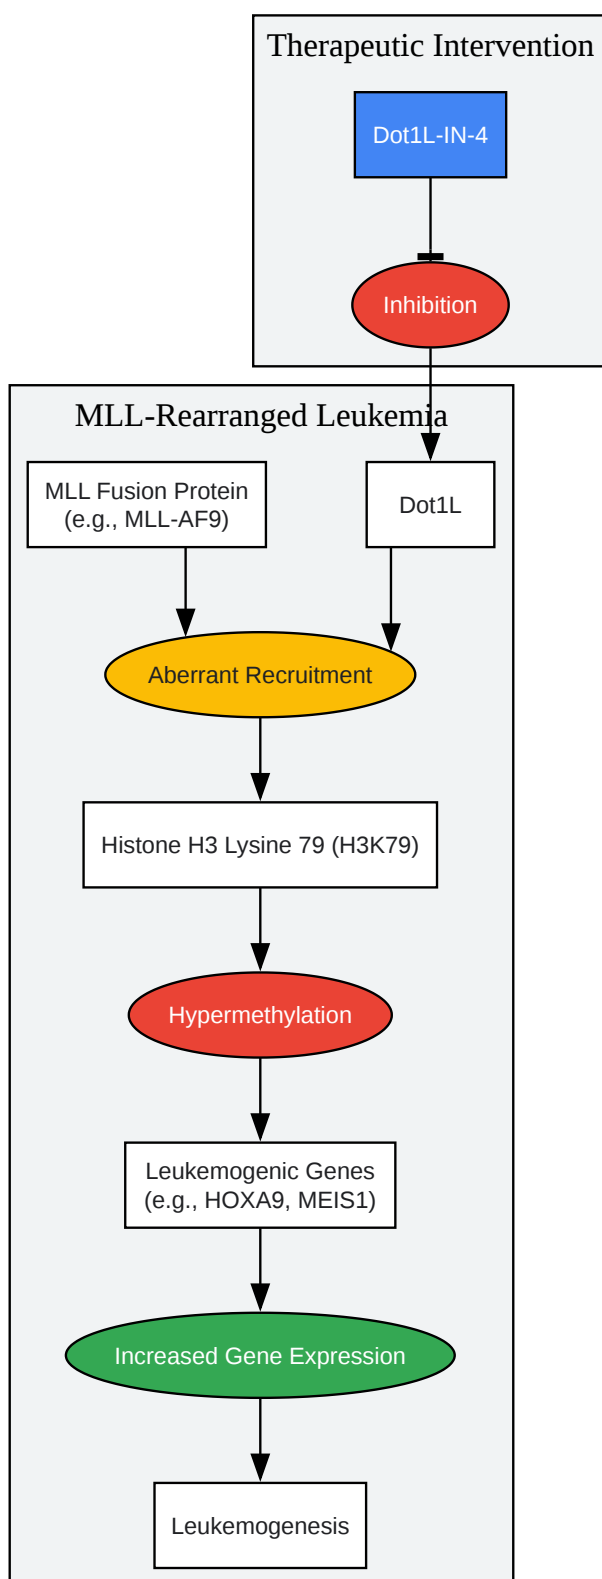 Therapeutic Intervention
Dot1L-IN-4
Inhibition
MLL-Rearranged Leukemia
MLL Fusion Protein
(e.g., MLL-AF9)
Dot1L
Aberrant Recruitment
Histone H3 Lysine 79 (H3K79)
Hypermethylation
Leukemogenic Genes
(e.g., HOXA9, MEIS1)
Increased Gene Expression
Leukemogenesis